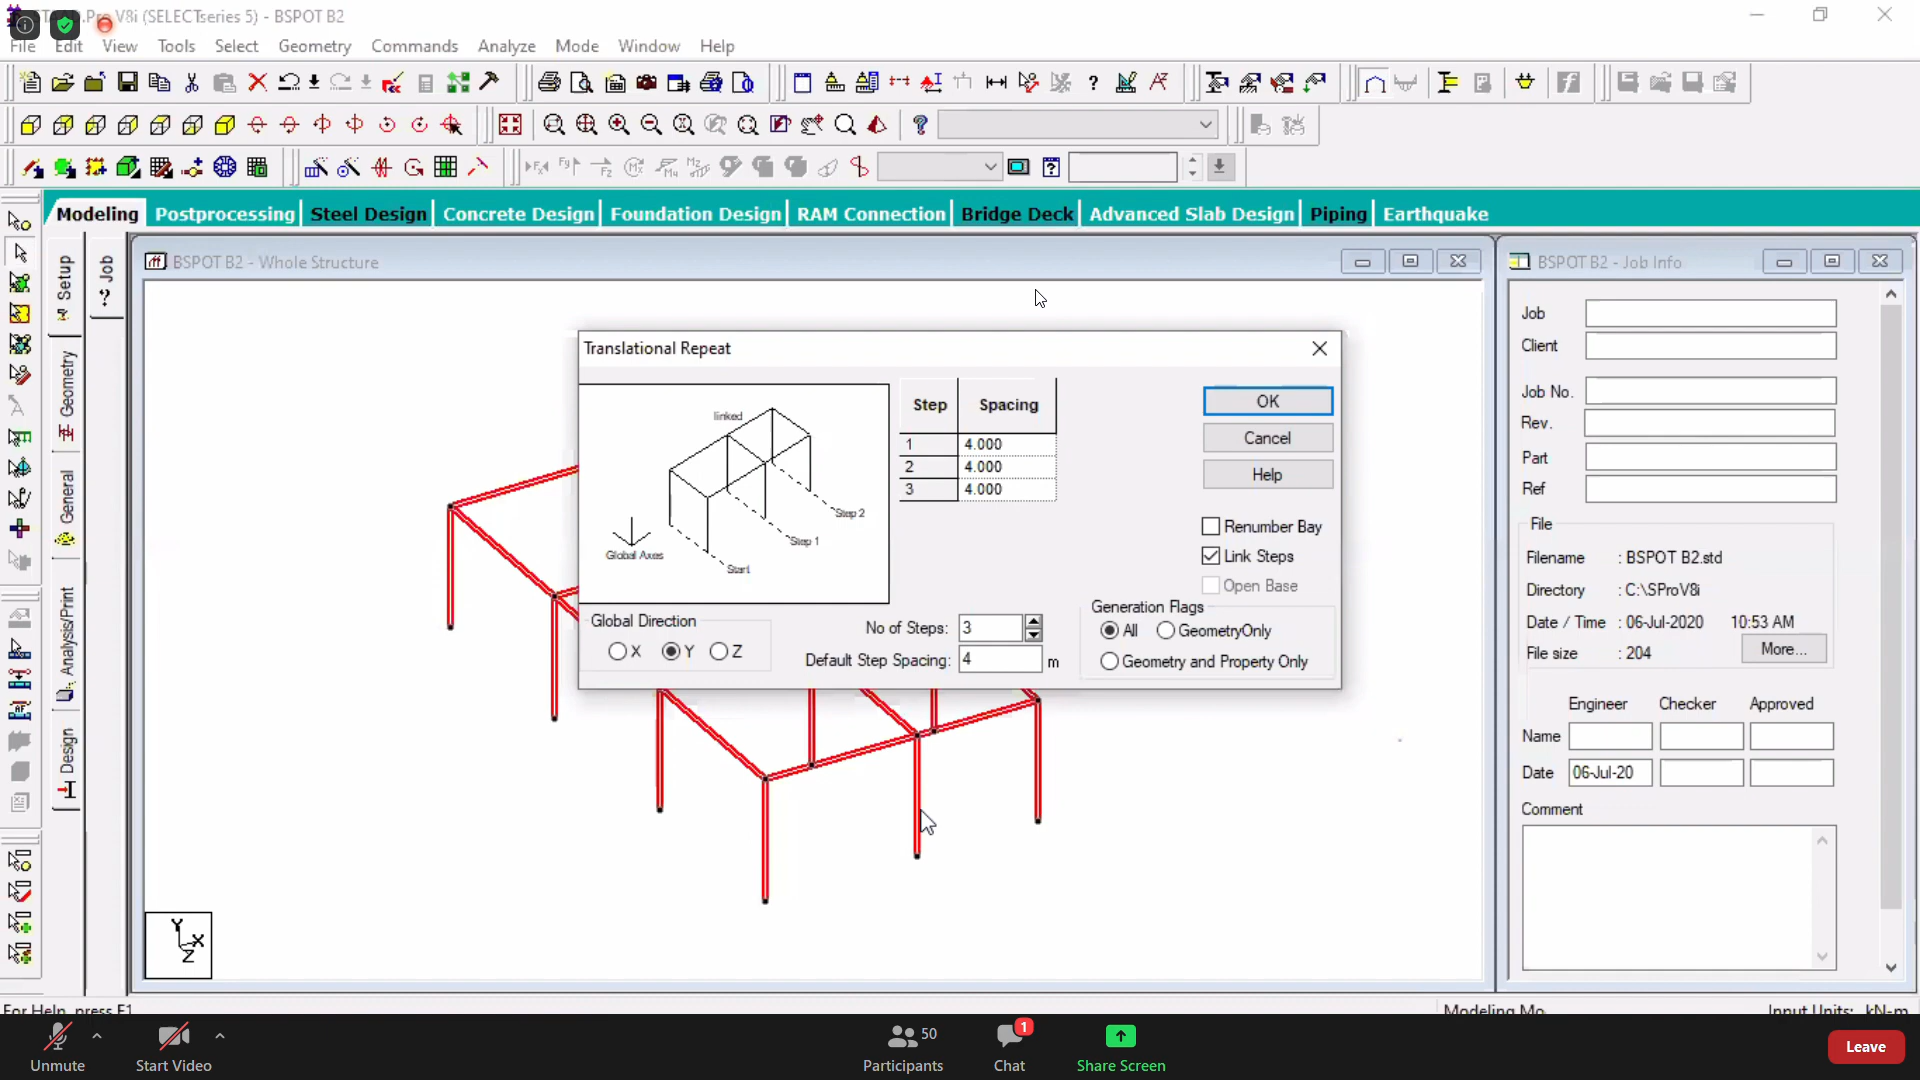 .Pro V8i (SELECTseries 5) - BSPOT B2
File Edit View Tools Select Geometry Commands Analyze Mode Window Help
Modeling Postprocessing Steel Design Concrete Design Foundation Design RAM Connection Bridge Deck Advanced Slab Design Piping Earthquake
Setup
Geometry
General
Analysis/Print
Design
Job
BSPOT B2 - Whole Structure
Translational Repeat
linked
Step 2
Step 1
Start
Global Axes
Step Spacing
1 4.000
2 4.000
3 4.000
OK
Cancel
Help
Renumber Bay
Link Steps
Open Base
Global Direction
X Y Z
No of Steps: 3
Default Step Spacing: 4 m
Generation Flags
All GeometryOnly
Geometry and Property Only
Y
X
Z
BSPOT B2 - Job Info
Job
Client
Job No.
Rev.
Part
Ref
File
Filename : BSPOT B2.std
Directory : C:\SProV8i
Date / Time : 06-Jul-2020 10:53 AM
File size : 204
More...
Engineer Checker Approved
Name
Date 06-Jul-20
Comment
For Help, press F1
Modeling Mo
Input Units: kN-m
Unmute
Start Video
50
Participants
1
Chat
Share Screen
Leave